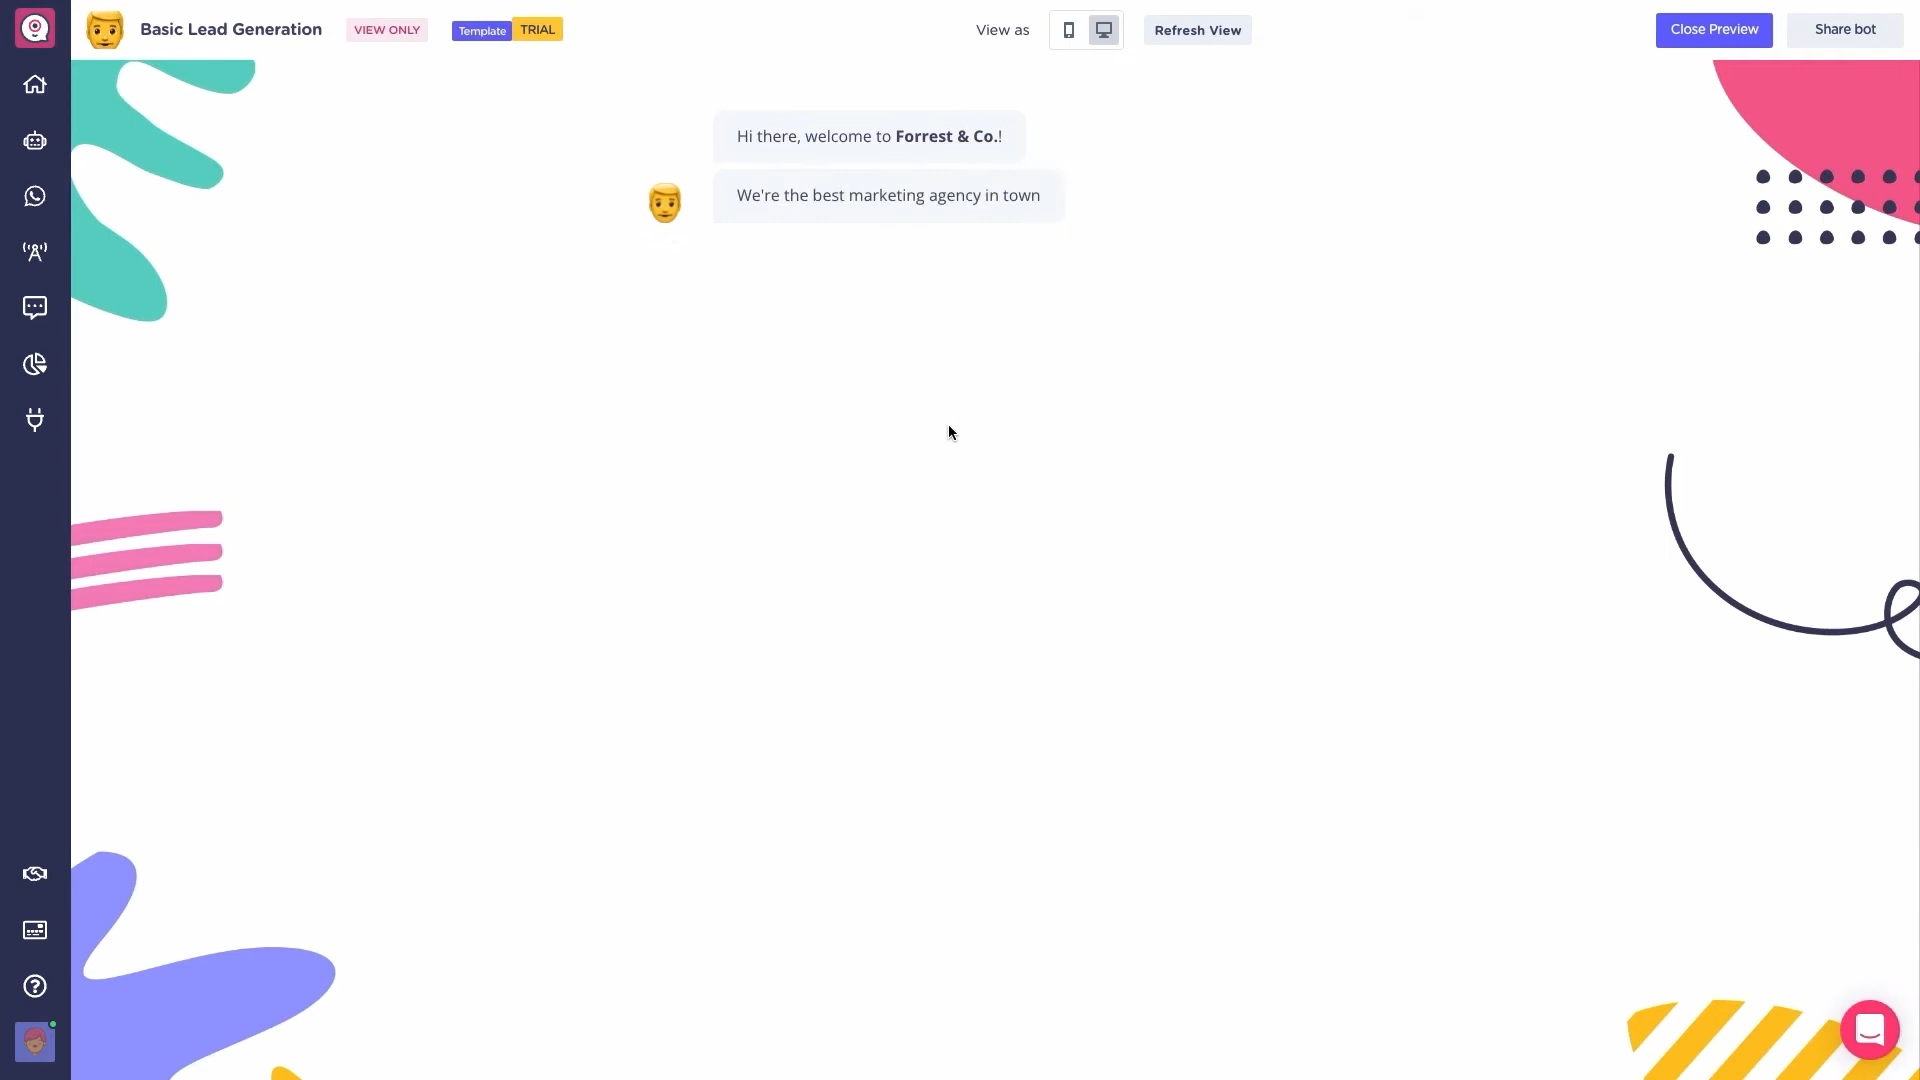 Basic Lead Generation
VIEW ONLY
Template
TRIAL
View as
Refresh View
Close Preview
Share bot
Hi there, welcome to Forrest & Co.!
We're the best marketing agency in town